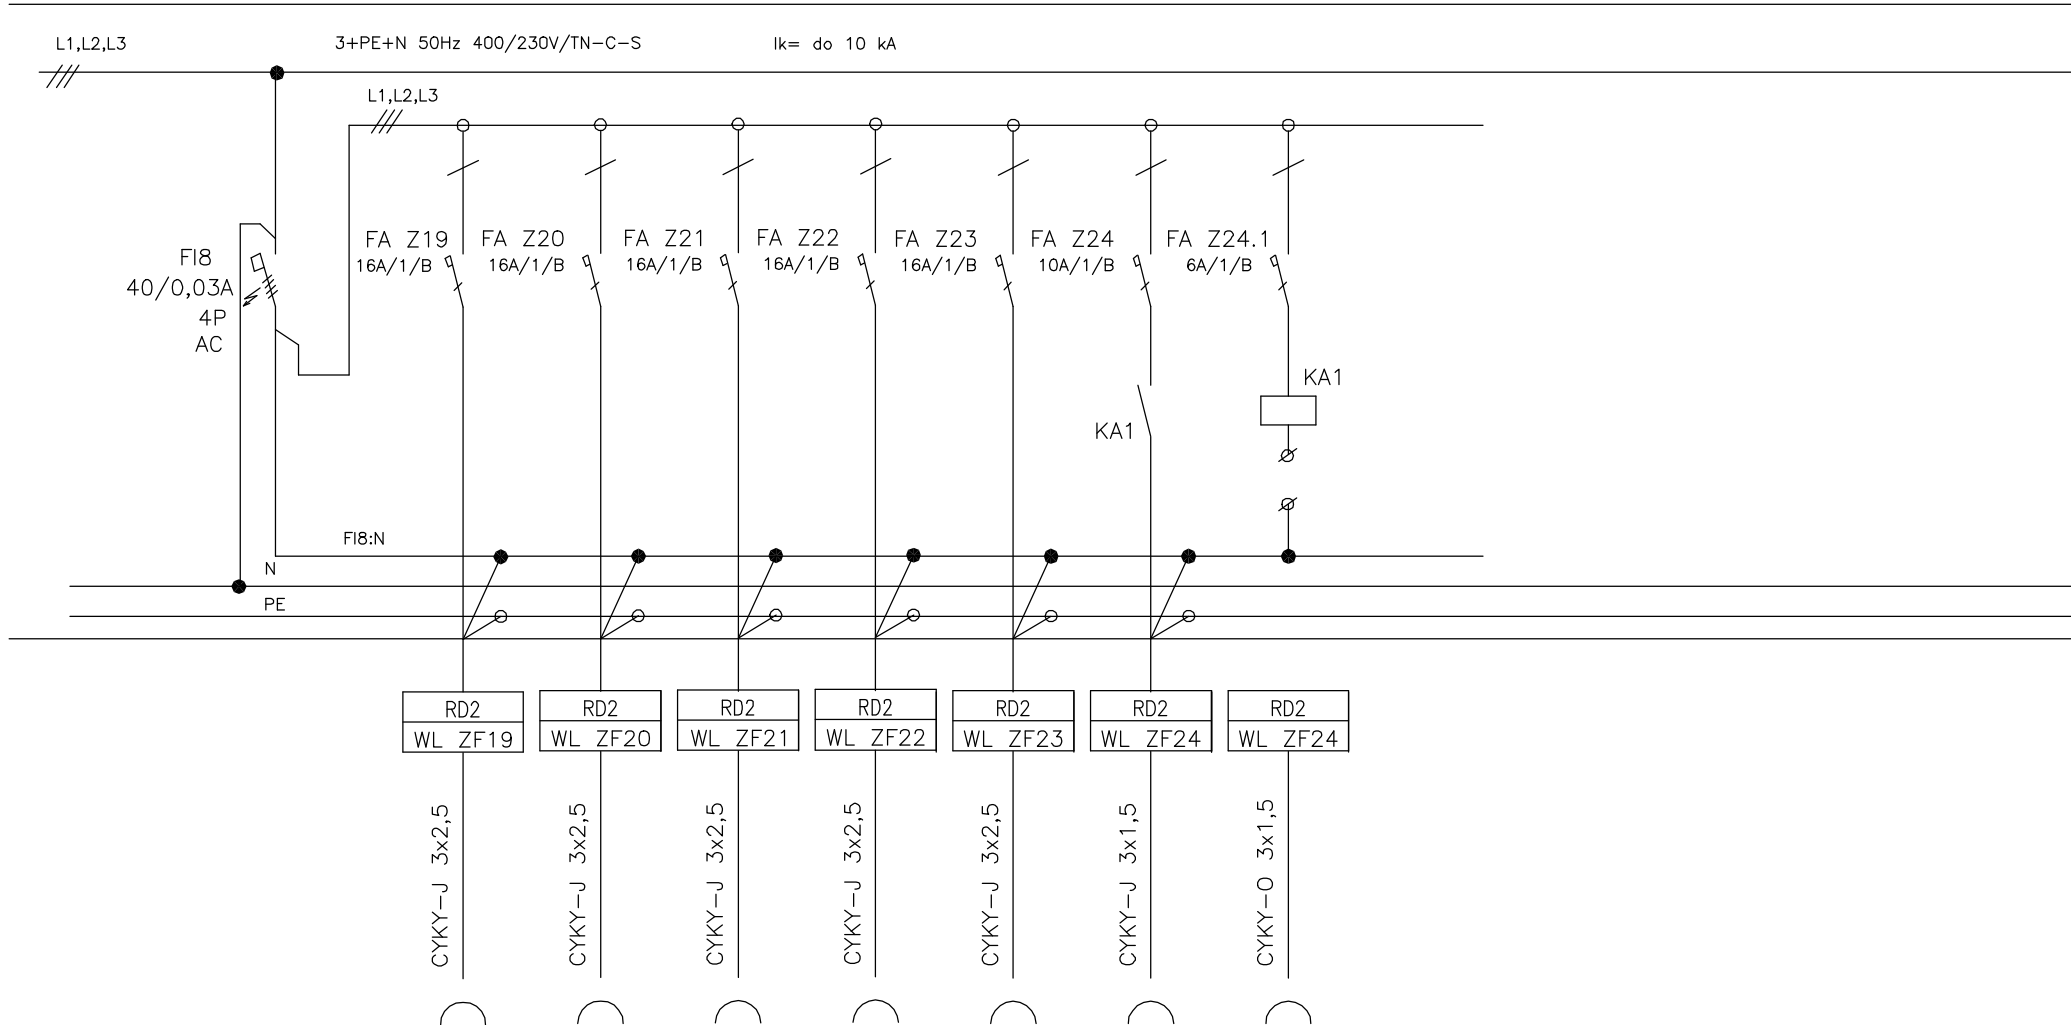 L1,L2,L3
3+PE+N 50Hz 400/230V/TN-C-S
Ik= do 10 kA
L1,L2,L3
FI8
40/0,03A
4P
AC
FA Z19
16A/1/B
FA Z20
16A/1/B
FA Z21
16A/1/B
FA Z22
16A/1/B
FA Z23
16A/1/B
FA Z24
10A/1/B
FA Z24.1
6A/1/B
KA1
KA1
FI8:N
N
PE
RD2
WL ZF19
RD2
WL ZF20
RD2
WL ZF21
RD2
WL ZF22
RD2
WL ZF23
RD2
WL ZF24
RD2
WL ZF24
CYKY-J 3x2,5
CYKY-J 3x2,5
CYKY-J 3x2,5
CYKY-J 3x2,5
CYKY-J 3x2,5
CYKY-J 3x1,5
CYKY-O 3x1,5